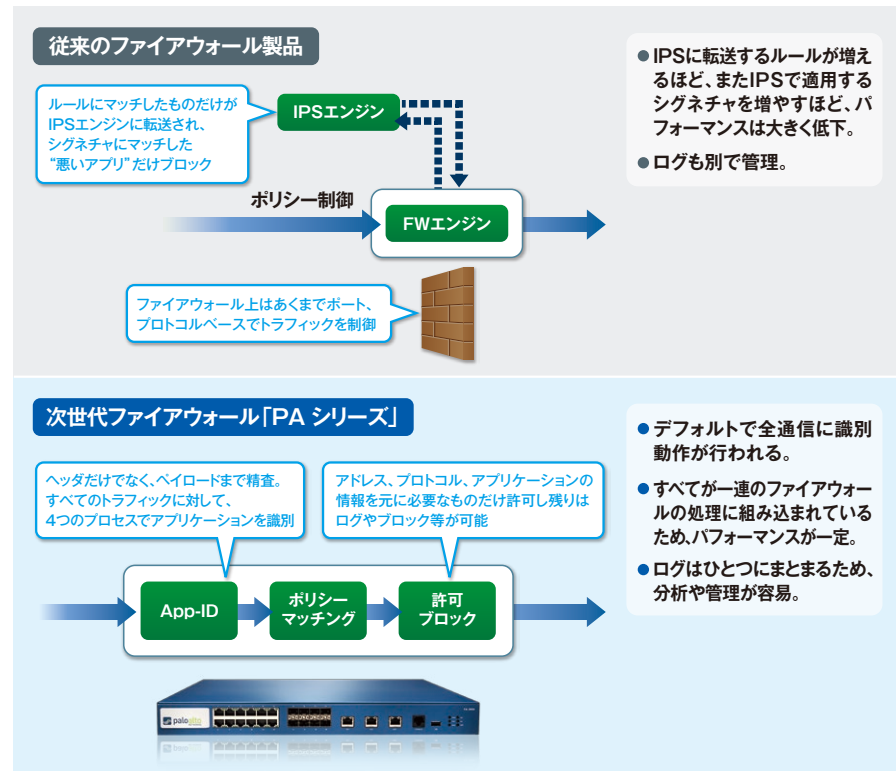 従来のファイアウォール製品
ルールにマッチしたものだけが
IPSエンジンに転送され、
シグネチャにマッチした
“悪いアプリ”だけブロック
IPSエンジン
ポリシー制御
FWエンジン
ファイアウォール上はあくまでポート、
プロトコルベースでトラフィックを制御
●IPSに転送するルールが増え
るほど、またIPSで適用する
シグネチャを増やすほど、パ
フォーマンスは大きく低下。
●ログも別で管理。
次世代ファイアウォール「PA シリーズ」
ヘッダだけでなく、ペイロードまで精査。
すべてのトラフィックに対して、
4つのプロセスでアプリケーションを識別
アドレス、プロトコル、アプリケーションの
情報を元に必要なものだけ許可し残りは
ログやブロック等が可能
App-ID
ポリシー
マッチング
許可
ブロック
●デフォルトで全通信に識別
動作が行われる。
●すべてが一連のファイアウォー
ルの処理に組み込まれている
ため、パフォーマンスが一定。
●ログはひとつにまとまるため、
分析や管理が容易。
paloalto